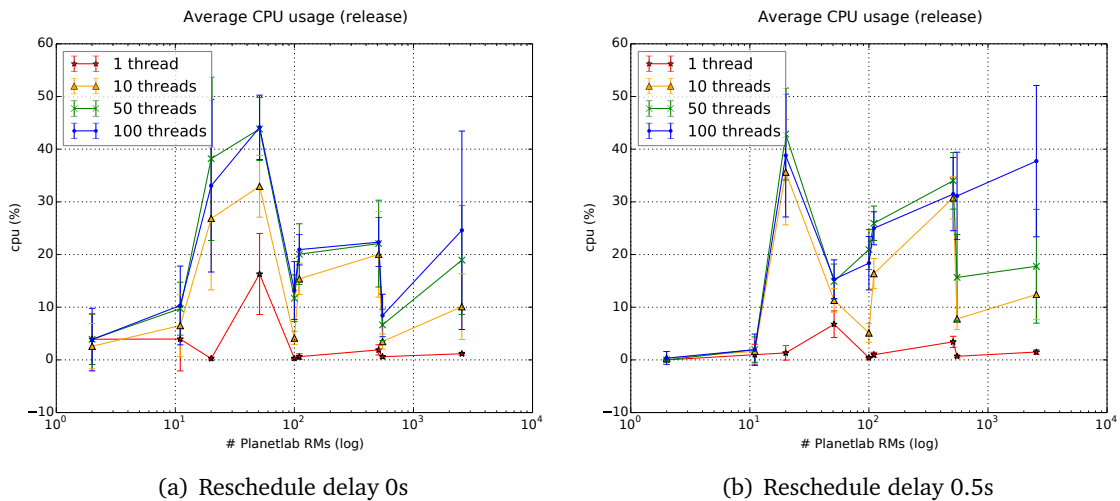 Average CPU usage (release)
60
50
40
30
20
10
0
−10
cpu (%)
1 thread
10 threads
50 threads
100 threads
10^0
10^1
10^2
10^3
10^4
# Planetlab RMs (log)
(a) Reschedule delay 0s
Average CPU usage (release)
60
50
40
30
20
10
0
−10
cpu (%)
1 thread
10 threads
50 threads
100 threads
10^0
10^1
10^2
10^3
10^4
# Planetlab RMs (log)
(b) Reschedule delay 0.5s